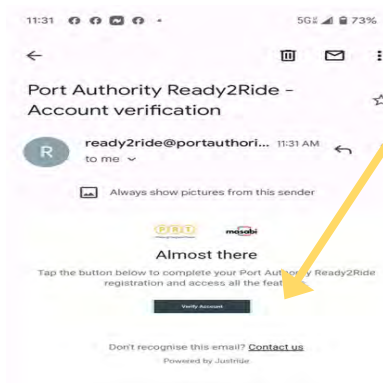 11:31
5G 73%
Port Authority Ready2Ride -
Account verification
R
ready2ride@portauthori... 11:31 AM
to me
Always show pictures from this sender
PRT masabi
Almost there
Tap the button below to complete your Port Authority Ready2Ride
registration and access all the
Verify Account
Don't recognise this email? Contact us
Powered by Justride